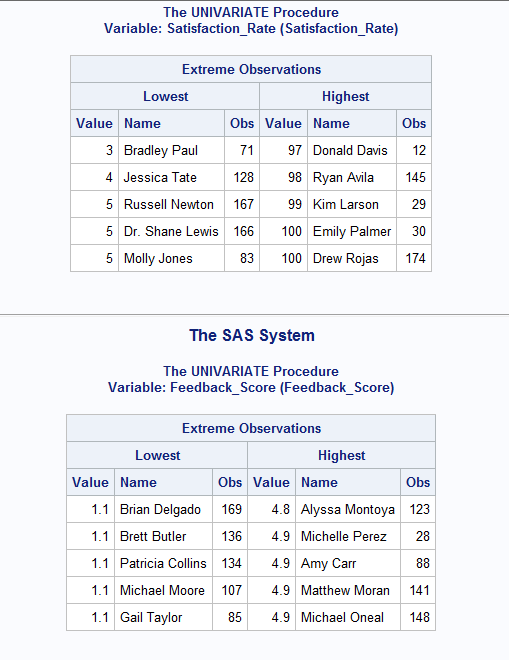 The UNIVARIATE Procedure
Variable: Satisfaction_Rate (Satisfaction_Rate)
Extreme Observations
Lowest Highest
Value Name Obs Value Name Obs
3 Bradley Paul 71 97 Donald Davis 12
4 Jessica Tate 128 98 Ryan Avila 145
5 Russell Newton 167 99 Kim Larson 29
5 Dr. Shane Lewis 166 100 Emily Palmer 30
5 Molly Jones 83 100 Drew Rojas 174
The SAS System
The UNIVARIATE Procedure
Variable: Feedback_Score (Feedback_Score)
Extreme Observations
Lowest Highest
Value Name Obs Value Name Obs
1.1 Brian Delgado 169 4.8 Alyssa Montoya 123
1.1 Brett Butler 136 4.9 Michelle Perez 28
1.1 Patricia Collins 134 4.9 Amy Carr 88
1.1 Michael Moore 107 4.9 Matthew Moran 141
1.1 Gail Taylor 85 4.9 Michael Oneal 148